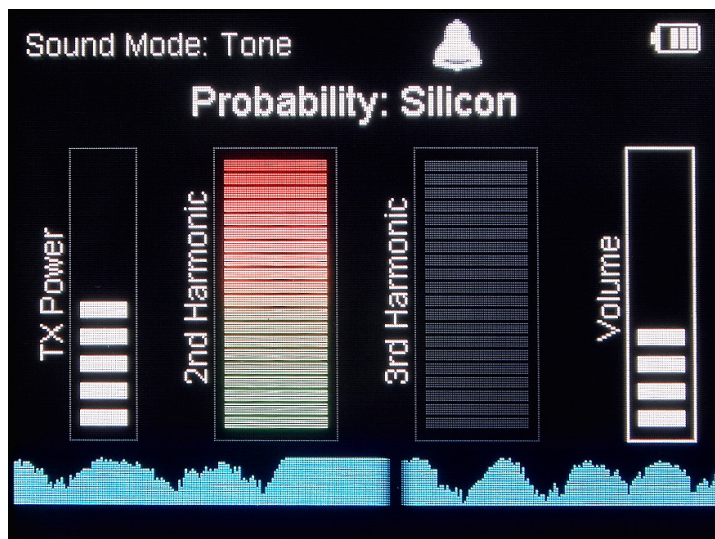 Sound Mode: Tone
Probability: Silicon
TX Power
2nd Harmonic
3rd Harmonic
Volume